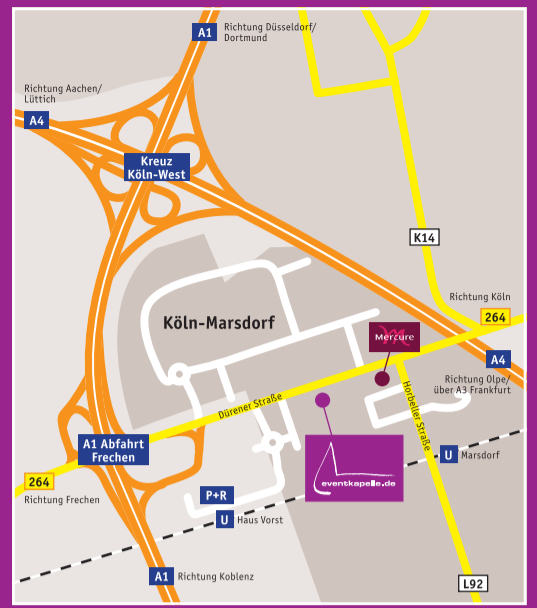 A1
Richtung Düsseldorf/
Dortmund
Richtung Aachen/
Lüttich
A4
Kreuz
Köln-West
K14
Richtung Köln
264
Köln-Marsdorf
Mercure
A4
Richtung Olpe/
über A3 Frankfurt
Dürener Straße
Horbeller Straße
A1 Abfahrt
Frechen
U Marsdorf
264
Richtung Frechen
eventkapelle.de
P+R
U Haus Vorst
A1 Richtung Koblenz
L92